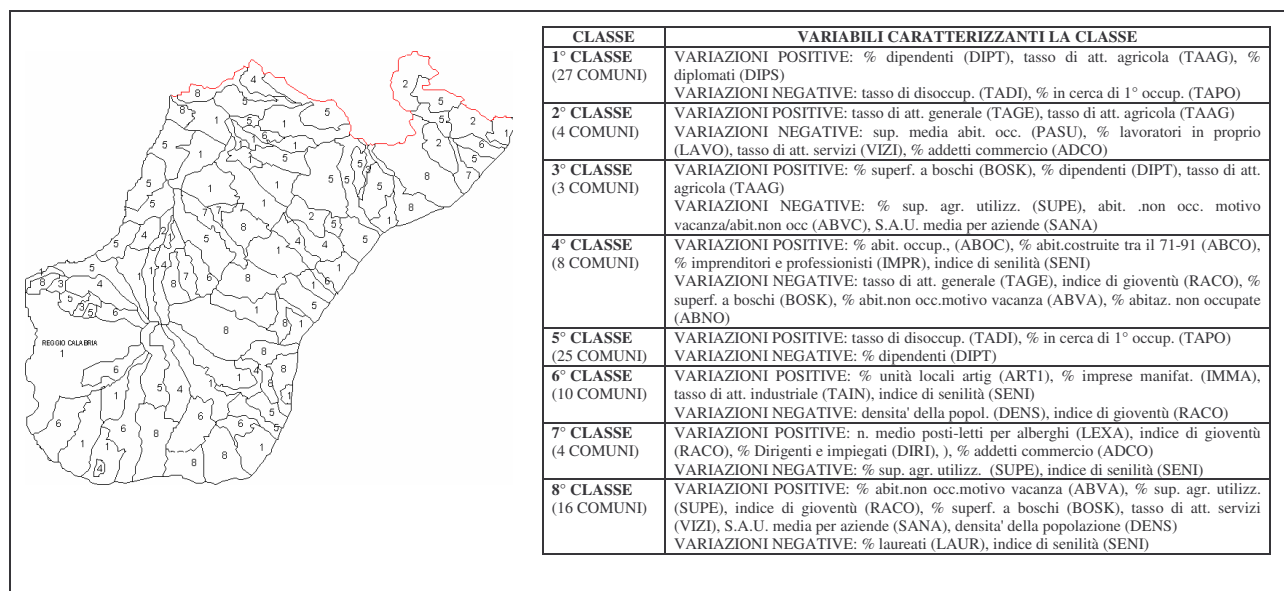 REGGIO CALABRIA
CLASSE VARIABILI CARATTERIZZANTI LA CLASSE
1° CLASSE
(27 COMUNI)
VARIAZIONI POSITIVE: % dipendenti (DIPT), tasso di att. agricola (TAAG), %
diplomati (DIPS)
VARIAZIONI NEGATIVE: tasso di disoccup. (TADI), % in cerca di 1° occup. (TAPO)
2° CLASSE
(4 COMUNI)
VARIAZIONI POSITIVE: tasso di att. generale (TAGE), tasso di att. agricola (TAAG)
VARIAZIONI NEGATIVE: sup. media abit. occ. (PASU), % lavoratori in proprio
(LAVO), tasso di att. servizi (VIZI), % addetti commercio (ADCO)
3° CLASSE
(3 COMUNI)
VARIAZIONI POSITIVE: % superf. a boschi (BOSK), % dipendenti (DIPT), tasso di att.
agricola (TAAG)
VARIAZIONI NEGATIVE: % sup. agr. utilizz. (SUPE), abit. .non occ. motivo
vacanza/abit.non occ (ABVC), S.A.U. media per aziende (SANA)
4° CLASSE
(8 COMUNI)
VARIAZIONI POSITIVE: % abit. occup., (ABOC), % abit.costruite tra il 71-91 (ABCO),
% imprenditori e professionisti (IMPR), indice di senilità (SENI)
VARIAZIONI NEGATIVE: tasso di att. generale (TAGE), indice di gioventù (RACO), %
superf. a boschi (BOSK), % abit.non occ.motivo vacanza (ABVA), % abitaz. non occupate
(ABNO)
5° CLASSE
(25 COMUNI)
VARIAZIONI POSITIVE: tasso di disoccup. (TADI), % in cerca di 1° occup. (TAPO)
VARIAZIONI NEGATIVE: % dipendenti (DIPT)
6° CLASSE
(10 COMUNI)
VARIAZIONI POSITIVE: % unità locali artig (ART1), % imprese manifat. (IMMA),
tasso di att. industriale (TAIN), indice di senilità (SENI)
VARIAZIONI NEGATIVE: densita' della popol. (DENS), indice di gioventù (RACO)
7° CLASSE
(4 COMUNI)
VARIAZIONI POSITIVE: n. medio posti-letti per alberghi (LEXA), indice di gioventù
(RACO), % Dirigenti e impiegati (DIRI), ), % addetti commercio (ADCO)
VARIAZIONI NEGATIVE: % sup. agr. utilizz. (SUPE), indice di senilità (SENI)
8° CLASSE
(16 COMUNI)
VARIAZIONI POSITIVE: % abit.non occ.motivo vacanza (ABVA), % sup. agr. utilizz.
(SUPE), indice di gioventù (RACO), % superf. a boschi (BOSK), tasso di att. servizi
(VIZI), S.A.U. media per aziende (SANA), densita' della popolazione (DENS)
VARIAZIONI NEGATIVE: % laureati (LAUR), indice di senilità (SENI)